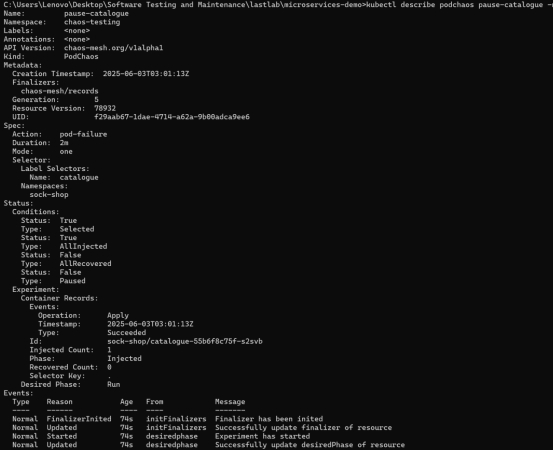 C:\Users\Lenovo\Desktop\Software Testing and Maintenance\lastlab\microservices-demo>kubectl describe podchaos pause-catalogue -
Name: pause-catalogue
Namespace: chaos-testing
Labels: <none>
Annotations: <none>
API Version: chaos-mesh.org/v1alpha1
Kind: PodChaos
Metadata:
Creation Timestamp: 2025-06-03T03:01:13Z
Finalizers:
chaos-mesh/records
Generation: 5
Resource Version: 78932
UID: f29aab67-1dae-4714-a62a-9b00adca9ee6
Spec:
Action: pod-failure
Duration: 2m
Mode: one
Selector:
Label Selectors:
Name: catalogue
Namespaces:
sock-shop
Status:
Conditions:
Status: True
Type: Selected
Status: True
Type: AllInjected
Status: False
Type: AllRecovered
Status: False
Type: Paused
Experiment:
Container Records:
Events:
Operation: Apply
Timestamp: 2025-06-03T03:01:13Z
Type: Succeeded
Id: sock-shop/catalogue-55b6f8c75f-s2svb
Injected Count: 1
Phase: Injected
Recovered Count: 0
Selector Key: .
Desired Phase: Run
Events:
Type Reason Age From Message
---- ------ ---- ---- -------
Normal FinalizerInited 74s initFinalizers Finalizer has been inited
Normal Updated 74s initFinalizers Successfully update finalizer of resource
Normal Started 74s desiredphase Experiment has started
Normal Updated 74s desiredphase Successfully update desiredPhase of resource